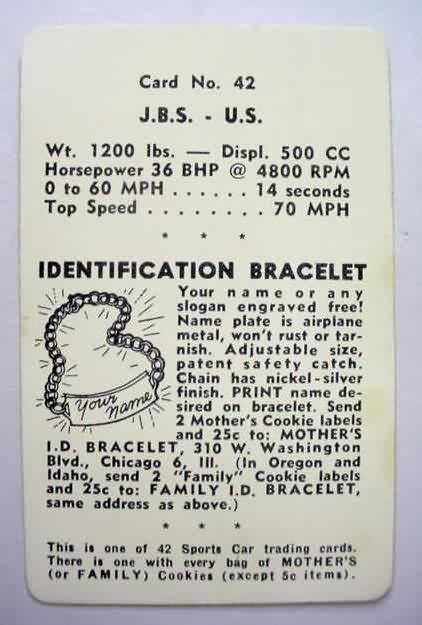 Card No. 42
J.B.S. - U.S.
Wt. 1200 lbs. — Displ. 500 CC
Horsepower 36 BHP @ 4800 RPM
0 to 60 MPH . . . . . . 14 seconds
Top Speed . . . . . . . . 70 MPH
* * *
IDENTIFICATION BRACELET
Your name or any
slogan engraved free!
Name plate is airplane
metal, won't rust or tar-
nish. Adjustable size,
patent safety catch.
Chain has nickel-silver
finish. PRINT name de-
sired on bracelet. Send
2 Mother's Cookie labels
and 25c to: MOTHER'S
Your name
I.D. BRACELET, 310 W. Washington
Blvd., Chicago 6, Ill. (In Oregon and
Idaho, send 2 "Family" Cookie labels
and 25c to: FAMILY I.D. BRACELET,
same address as above.)
* * *
This is one of 42 Sports Car trading cards.
There is one with every bag of MOTHER'S
(or FAMILY) Cookies (except 5c items).